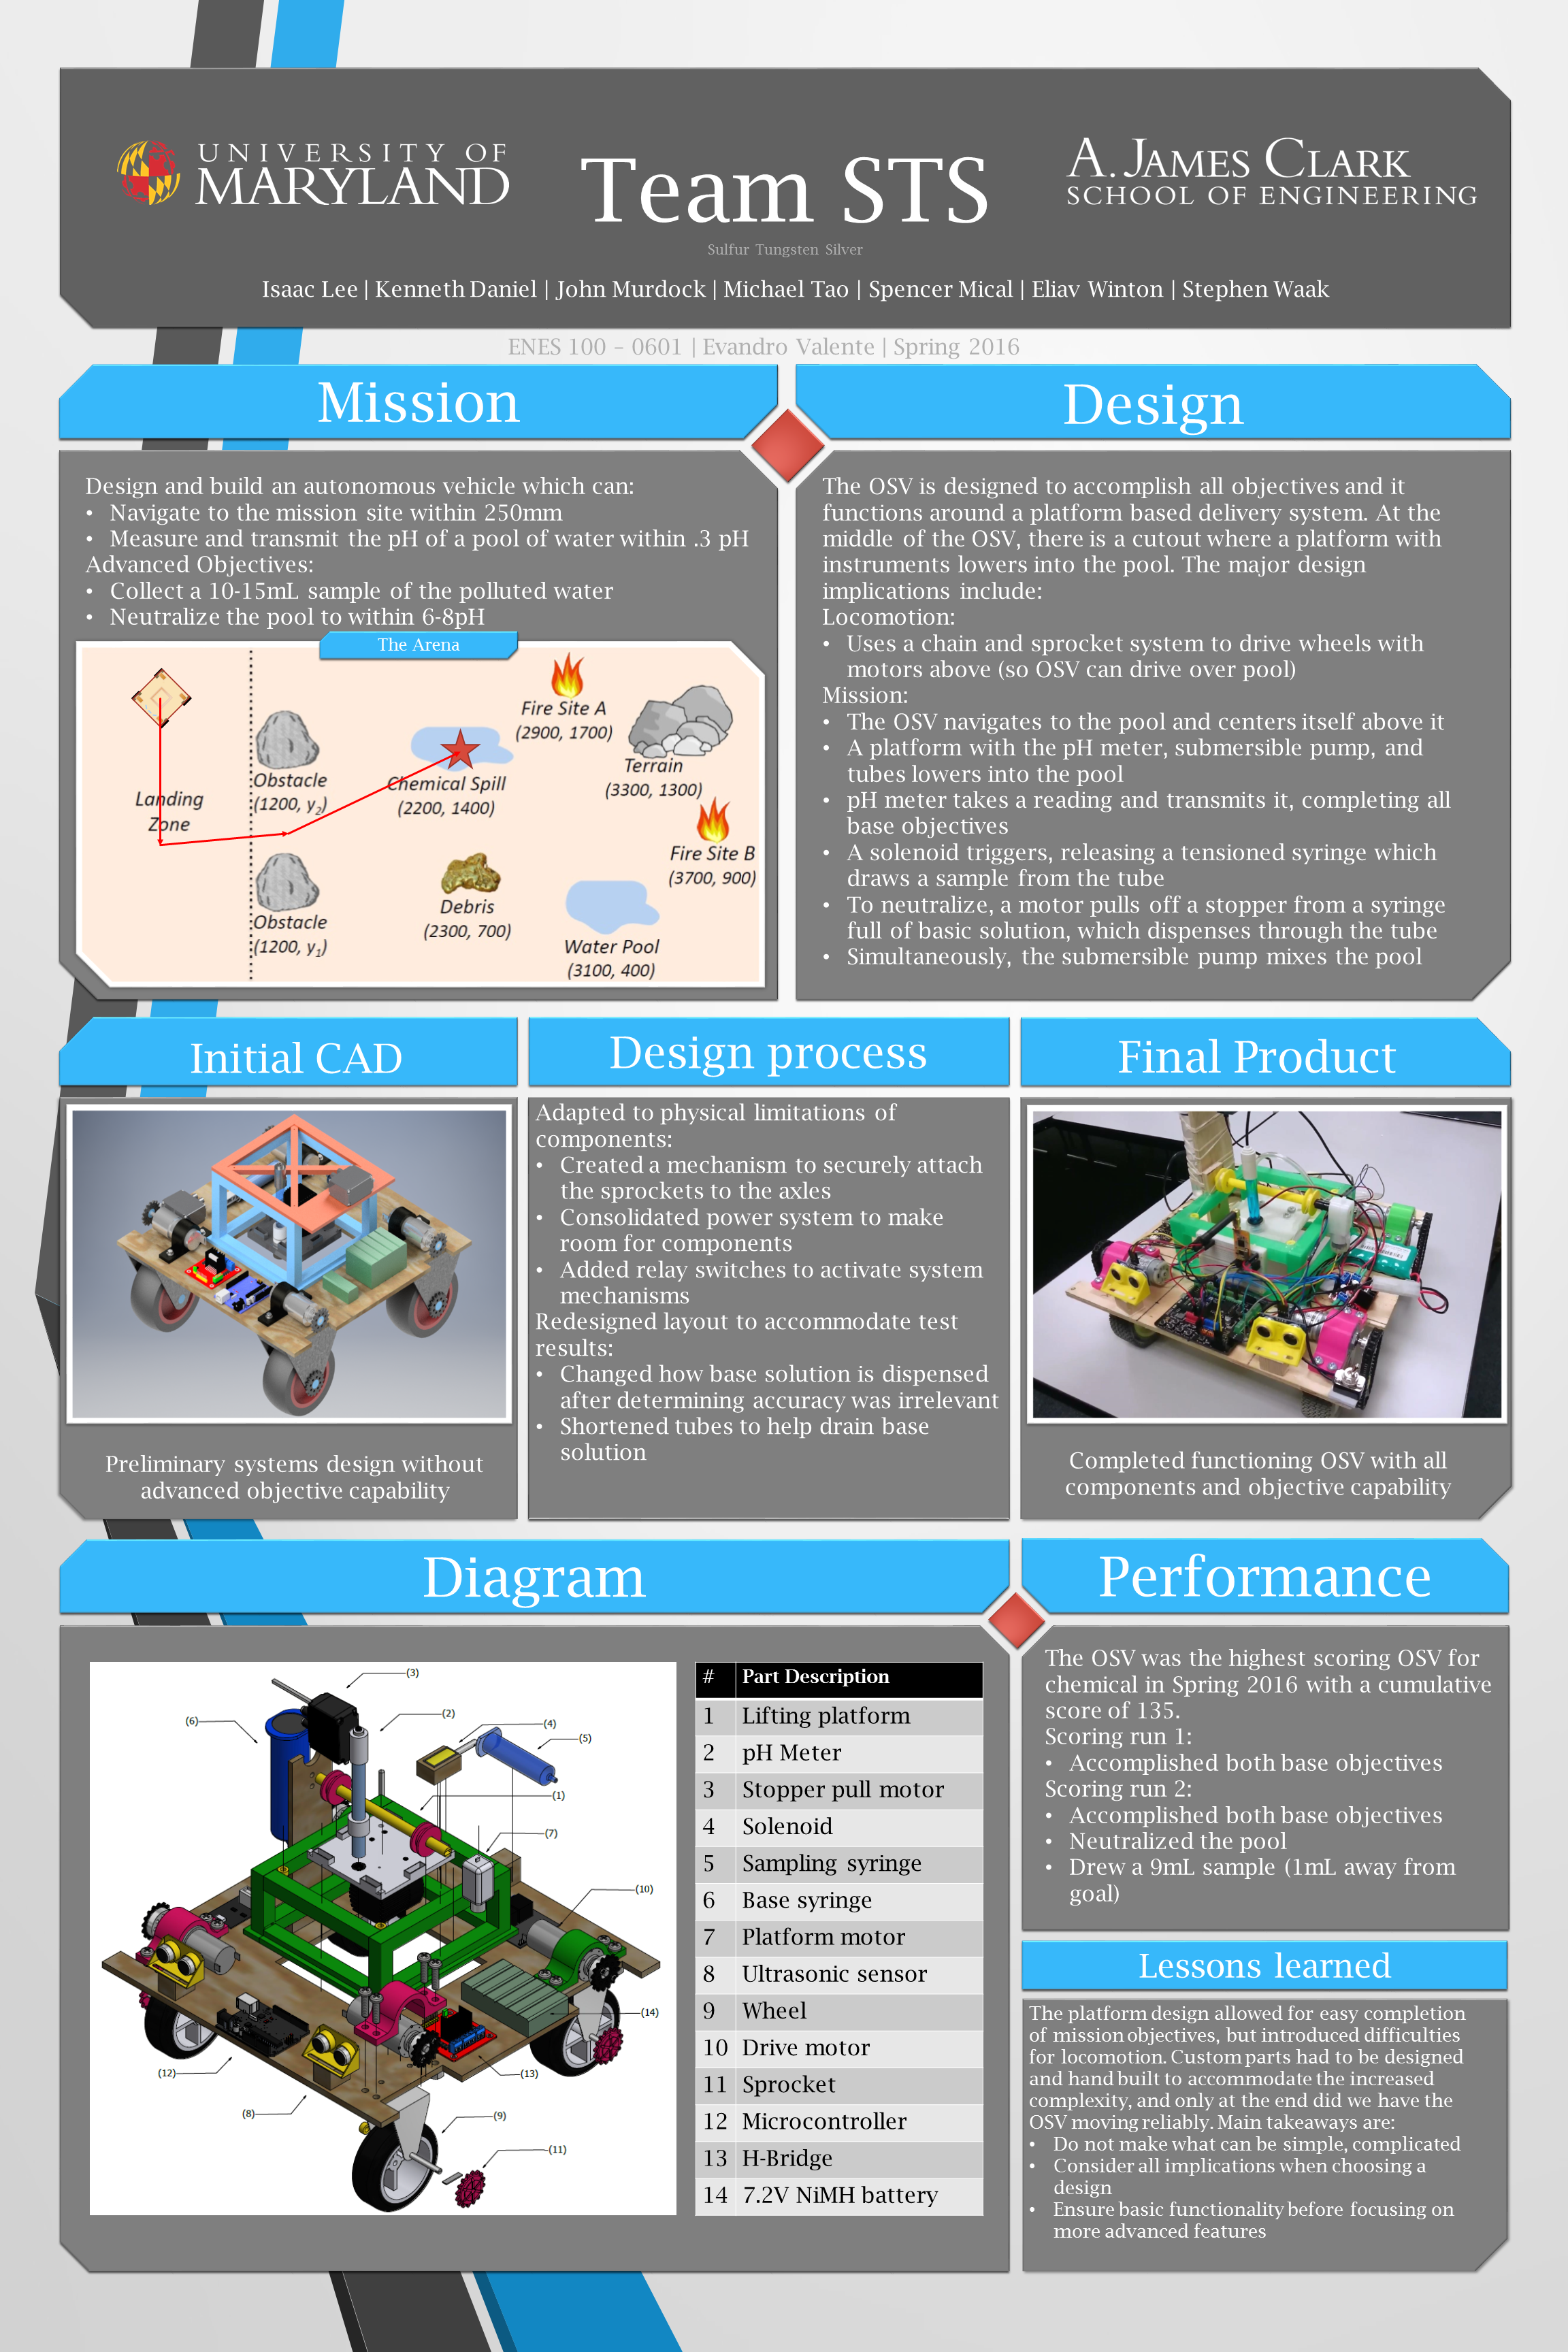 UNIVERSITY OF
MARYLAND
Team STS
A. JAMES CLARK
SCHOOL OF ENGINEERING
Sulfur Tungsten Silver
Isaac Lee | Kenneth Daniel | John Murdock | Michael Tao | Spencer Mical | Eliav Winton | Stephen Waak
ENES 100 – 0601 | Evandro Valente | Spring 2016
Mission
Design and build an autonomous vehicle which can:
• Navigate to the mission site within 250mm
• Measure and transmit the pH of a pool of water within .3 pH
Advanced Objectives:
• Collect a 10-15mL sample of the polluted water
• Neutralize the pool to within 6-8pH
The Arena
Landing
Zone
Obstacle
(1200, y₂)
Obstacle
(1200, y₁)
Chemical Spill
(2200, 1400)
Fire Site A
(2900, 1700)
Terrain
(3300, 1300)
Fire Site B
(3700, 900)
Debris
(2300, 700)
Water Pool
(3100, 400)
Design
The OSV is designed to accomplish all objectives and it
functions around a platform based delivery system. At the
middle of the OSV, there is a cutout where a platform with
instruments lowers into the pool. The major design
implications include:
Locomotion:
• Uses a chain and sprocket system to drive wheels with
motors above (so OSV can drive over pool)
Mission:
• The OSV navigates to the pool and centers itself above it
• A platform with the pH meter, submersible pump, and
tubes lowers into the pool
• pH meter takes a reading and transmits it, completing all
base objectives
• A solenoid triggers, releasing a tensioned syringe which
draws a sample from the tube
• To neutralize, a motor pulls off a stopper from a syringe
full of basic solution, which dispenses through the tube
• Simultaneously, the submersible pump mixes the pool
Initial CAD
Preliminary systems design without
advanced objective capability
Design process
Adapted to physical limitations of
components:
• Created a mechanism to securely attach
the sprockets to the axles
• Consolidated power system to make
room for components
• Added relay switches to activate system
mechanisms
Redesigned layout to accommodate test
results:
• Changed how base solution is dispensed
after determining accuracy was irrelevant
• Shortened tubes to help drain base
solution
Final Product
Completed functioning OSV with all
components and objective capability
Diagram
(3)
(6)
(2)
(4)
(5)
(1)
(7)
(10)
(14)
(12)
(13)
(8)
(9)
(11)
# Part Description
1 Lifting platform
2 pH Meter
3 Stopper pull motor
4 Solenoid
5 Sampling syringe
6 Base syringe
7 Platform motor
8 Ultrasonic sensor
9 Wheel
10 Drive motor
11 Sprocket
12 Microcontroller
13 H-Bridge
14 7.2V NiMH battery
Performance
The OSV was the highest scoring OSV for
chemical in Spring 2016 with a cumulative
score of 135.
Scoring run 1:
• Accomplished both base objectives
Scoring run 2:
• Accomplished both base objectives
• Neutralized the pool
• Drew a 9mL sample (1mL away from
goal)
Lessons learned
The platform design allowed for easy completion
of mission objectives, but introduced difficulties
for locomotion. Custom parts had to be designed
and hand built to accommodate the increased
complexity, and only at the end did we have the
OSV moving reliably. Main takeaways are:
• Do not make what can be simple, complicated
• Consider all implications when choosing a
design
• Ensure basic functionality before focusing on
more advanced features